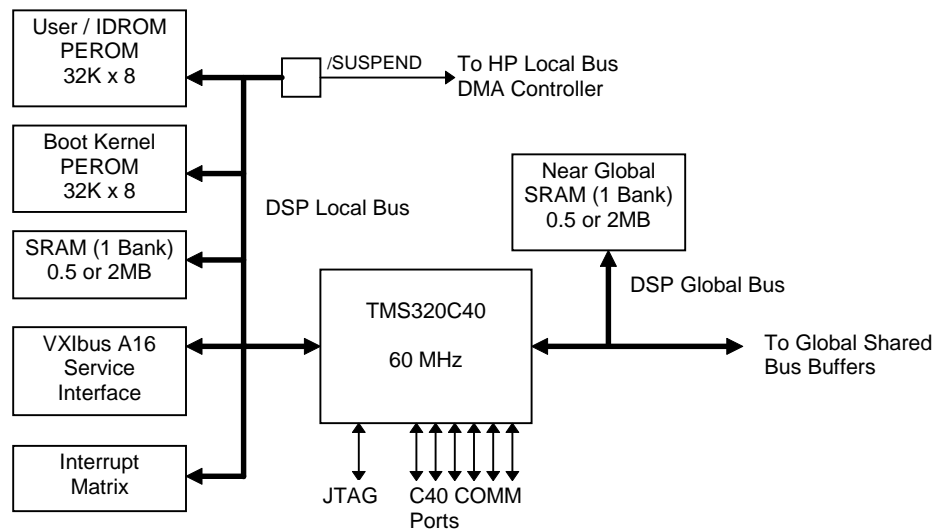 User / IDROM
PEROM
32K x 8
/SUSPEND
To HP Local Bus
DMA Controller
Boot Kernel
PEROM
32K x 8
Near Global
SRAM (1 Bank)
0.5 or 2MB
DSP Local Bus
SRAM (1 Bank)
0.5 or 2MB
DSP Global Bus
TMS320C40
60 MHz
VXIbus A16
Service
Interface
To Global Shared
Bus Buffers
Interrupt
Matrix
JTAG
C40 COMM
Ports